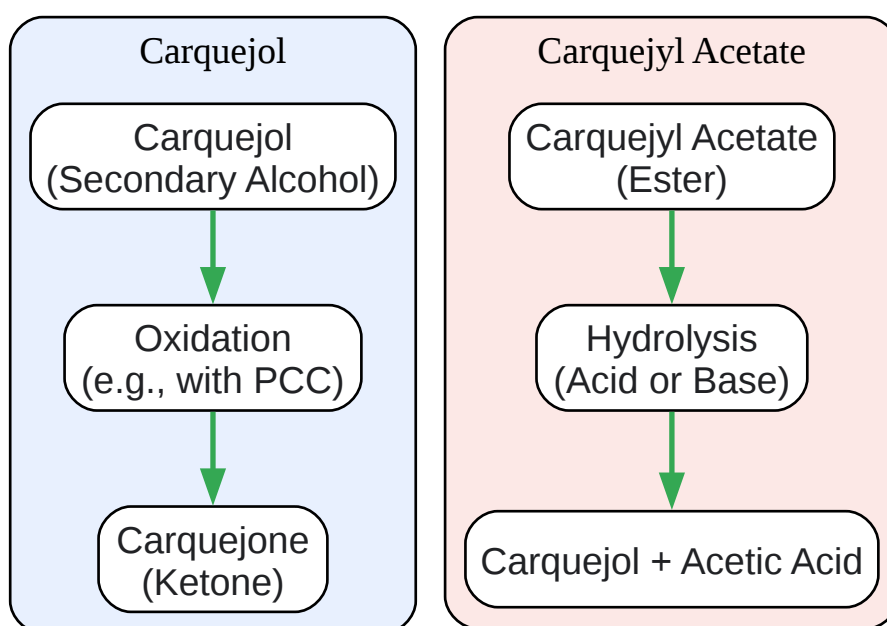 Carquejol
Carquejol
(Secondary Alcohol)
Oxidation
(e.g., with PCC)
Carquejone
(Ketone)
Carquejyl Acetate
Carquejyl Acetate
(Ester)
Hydrolysis
(Acid or Base)
Carquejol + Acetic Acid